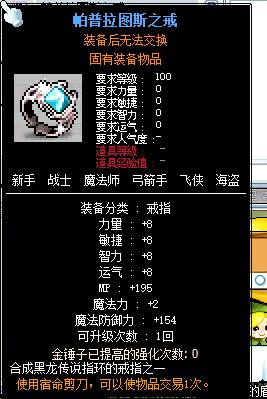 帕普拉图斯之戒
装备后无法交换
固有装备物品
要求等级： 100
要求力量： 0
要求敏捷： 0
要求智力： 0
要求运气： 0
要求人气度： -
道具等级： -
道具经验值： -
新手 战士 魔法师 弓箭手 飞侠 海盗
装备分类 : 戒指
力量 : +8
敏捷 : +8
智力 : +8
运气 : +8
MP : +195
魔法力 : +2
魔法防御力 : +154
可升级次数 : 1回
金锤子已提高的强化次数: 0
合成黑龙传说指环的戒指之一
使用宿命剪刀，可以使物品交易1次。